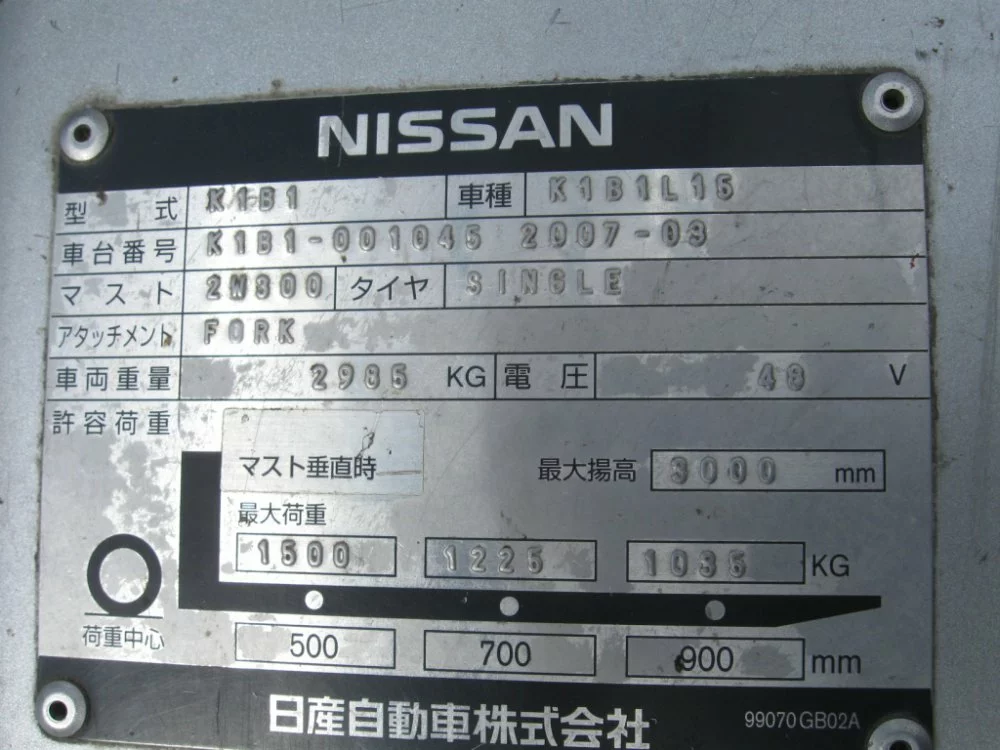 NISSAN
型式 K1B1 車種 K1B1L15
車台番号 K1B1-001045 2007-03
マスト 2W300 タイヤ SINGLE
アタッチメント FORK
車両重量 2985 KG 電圧 48 V
許容荷重
マスト垂直時 最大揚高 3000 mm
最大荷重
1500 1225 1035 KG
荷重中心 500 700 900 mm
日産自動車株式会社 99070 GB02A